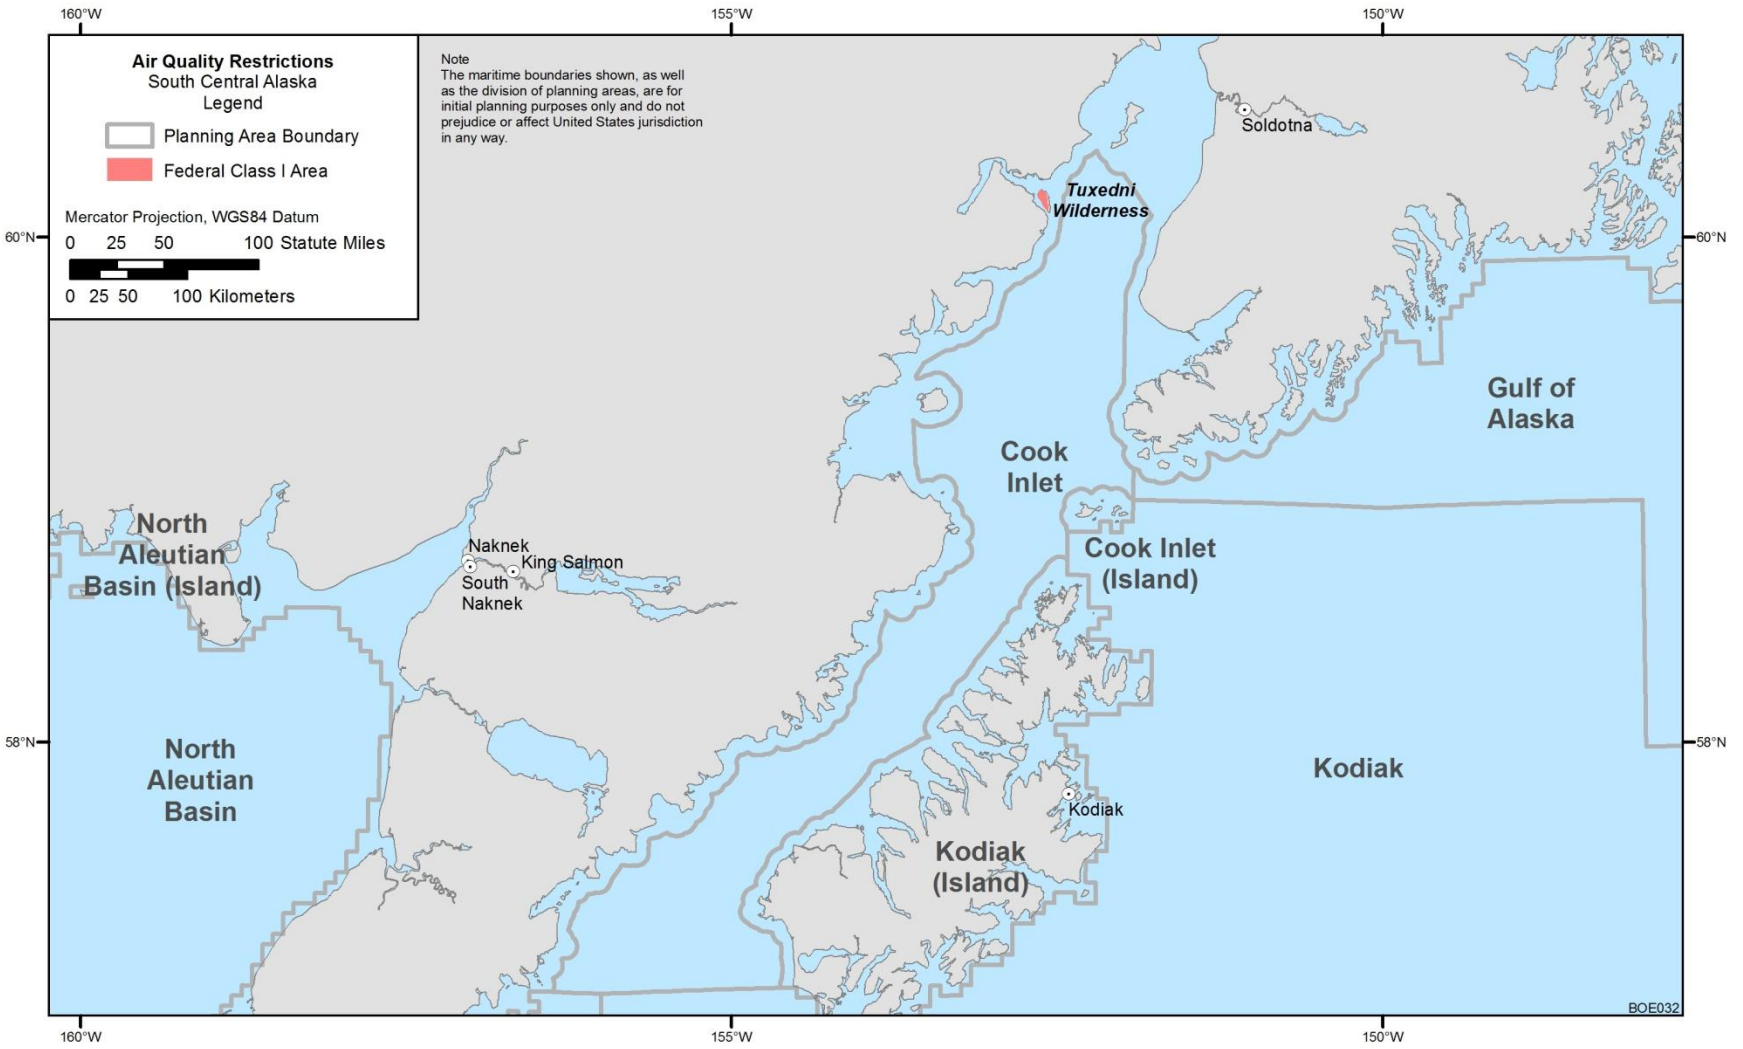 160°W
155°W
150°W
Air Quality Restrictions
South Central Alaska
Legend
Planning Area Boundary
Federal Class I Area
Mercator Projection, WGS84 Datum
0 25 50 100 Statute Miles
0 25 50 100 Kilometers
Note
The maritime boundaries shown, as well
as the division of planning areas, are for
initial planning purposes only and do not
prejudice or affect United States jurisdiction
in any way.
Soldotna
Tuxedni
Wilderness
60°N
60°N
Gulf of
Alaska
Cook
Inlet
North
Aleutian
Basin (Island)
Naknek
King Salmon
South
Naknek
Cook Inlet
(Island)
58°N
58°N
North
Aleutian
Basin
Kodiak
Kodiak
Kodiak
(Island)
BOE032
160°W
155°W
150°W